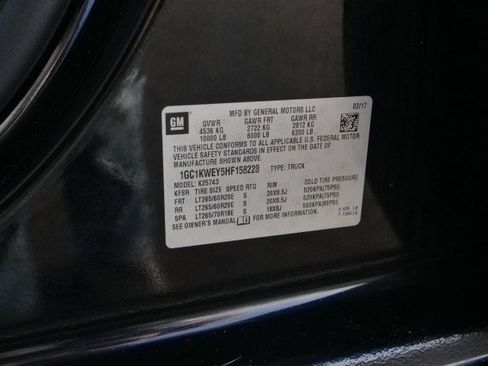 GM
MFD BY GENERAL MOTORS LLC 02/17
GVWR GAWR FRT GAWR RR
4536 KG 2722 KG 2812 KG
10000 LB 6000 LB 6200 LB
THIS VEHICLE CONFORMS TO ALL APPLICABLE U.S. FEDERAL MOTOR
VEHICLE SAFETY STANDARDS IN EFFECT ON THE DATE OF
MANUFACTURE SHOWN ABOVE.
1GC1KWEY5HF158228 TYPE: TRUCK
MODEL: K25743
KFSR TIRE SIZE SPEED RTG RIM COLD TIRE PRESSURE
FRT LT265/60R20E S 20X8.5J 520KPA(75PSI)
RR LT265/60R20E S 20X8.5J 520KPA(75PSI)
SPA LT265/70R18E S 18X8J 550KPA(80PSI)
SEE OWNER'S MANUAL